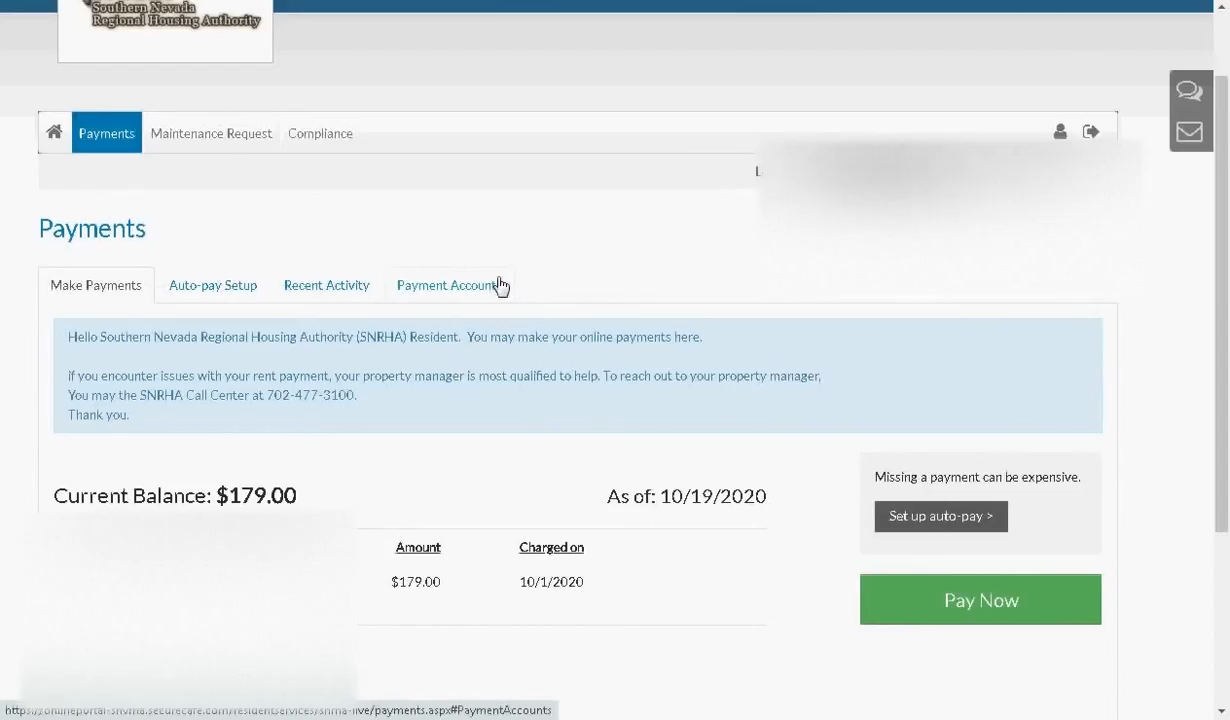 Southern Nevada
Regional Housing Authority
Payments
Maintenance Request
Compliance
L
Payments
Make Payments
Auto-pay Setup
Recent Activity
Payment Accounts
Hello Southern Nevada Regional Housing Authority (SNRHA) Resident. You may make your online payments here.
if you encounter issues with your rent payment, your property manager is most qualified to help. To reach out to your property manager,
You may the SNRHA Call Center at 702-477-3100.
Thank you.
Current Balance: $179.00
As of: 10/19/2020
Missing a payment can be expensive.
Set up auto-pay >
Amount
Charged on
$179.00
10/1/2020
Pay Now